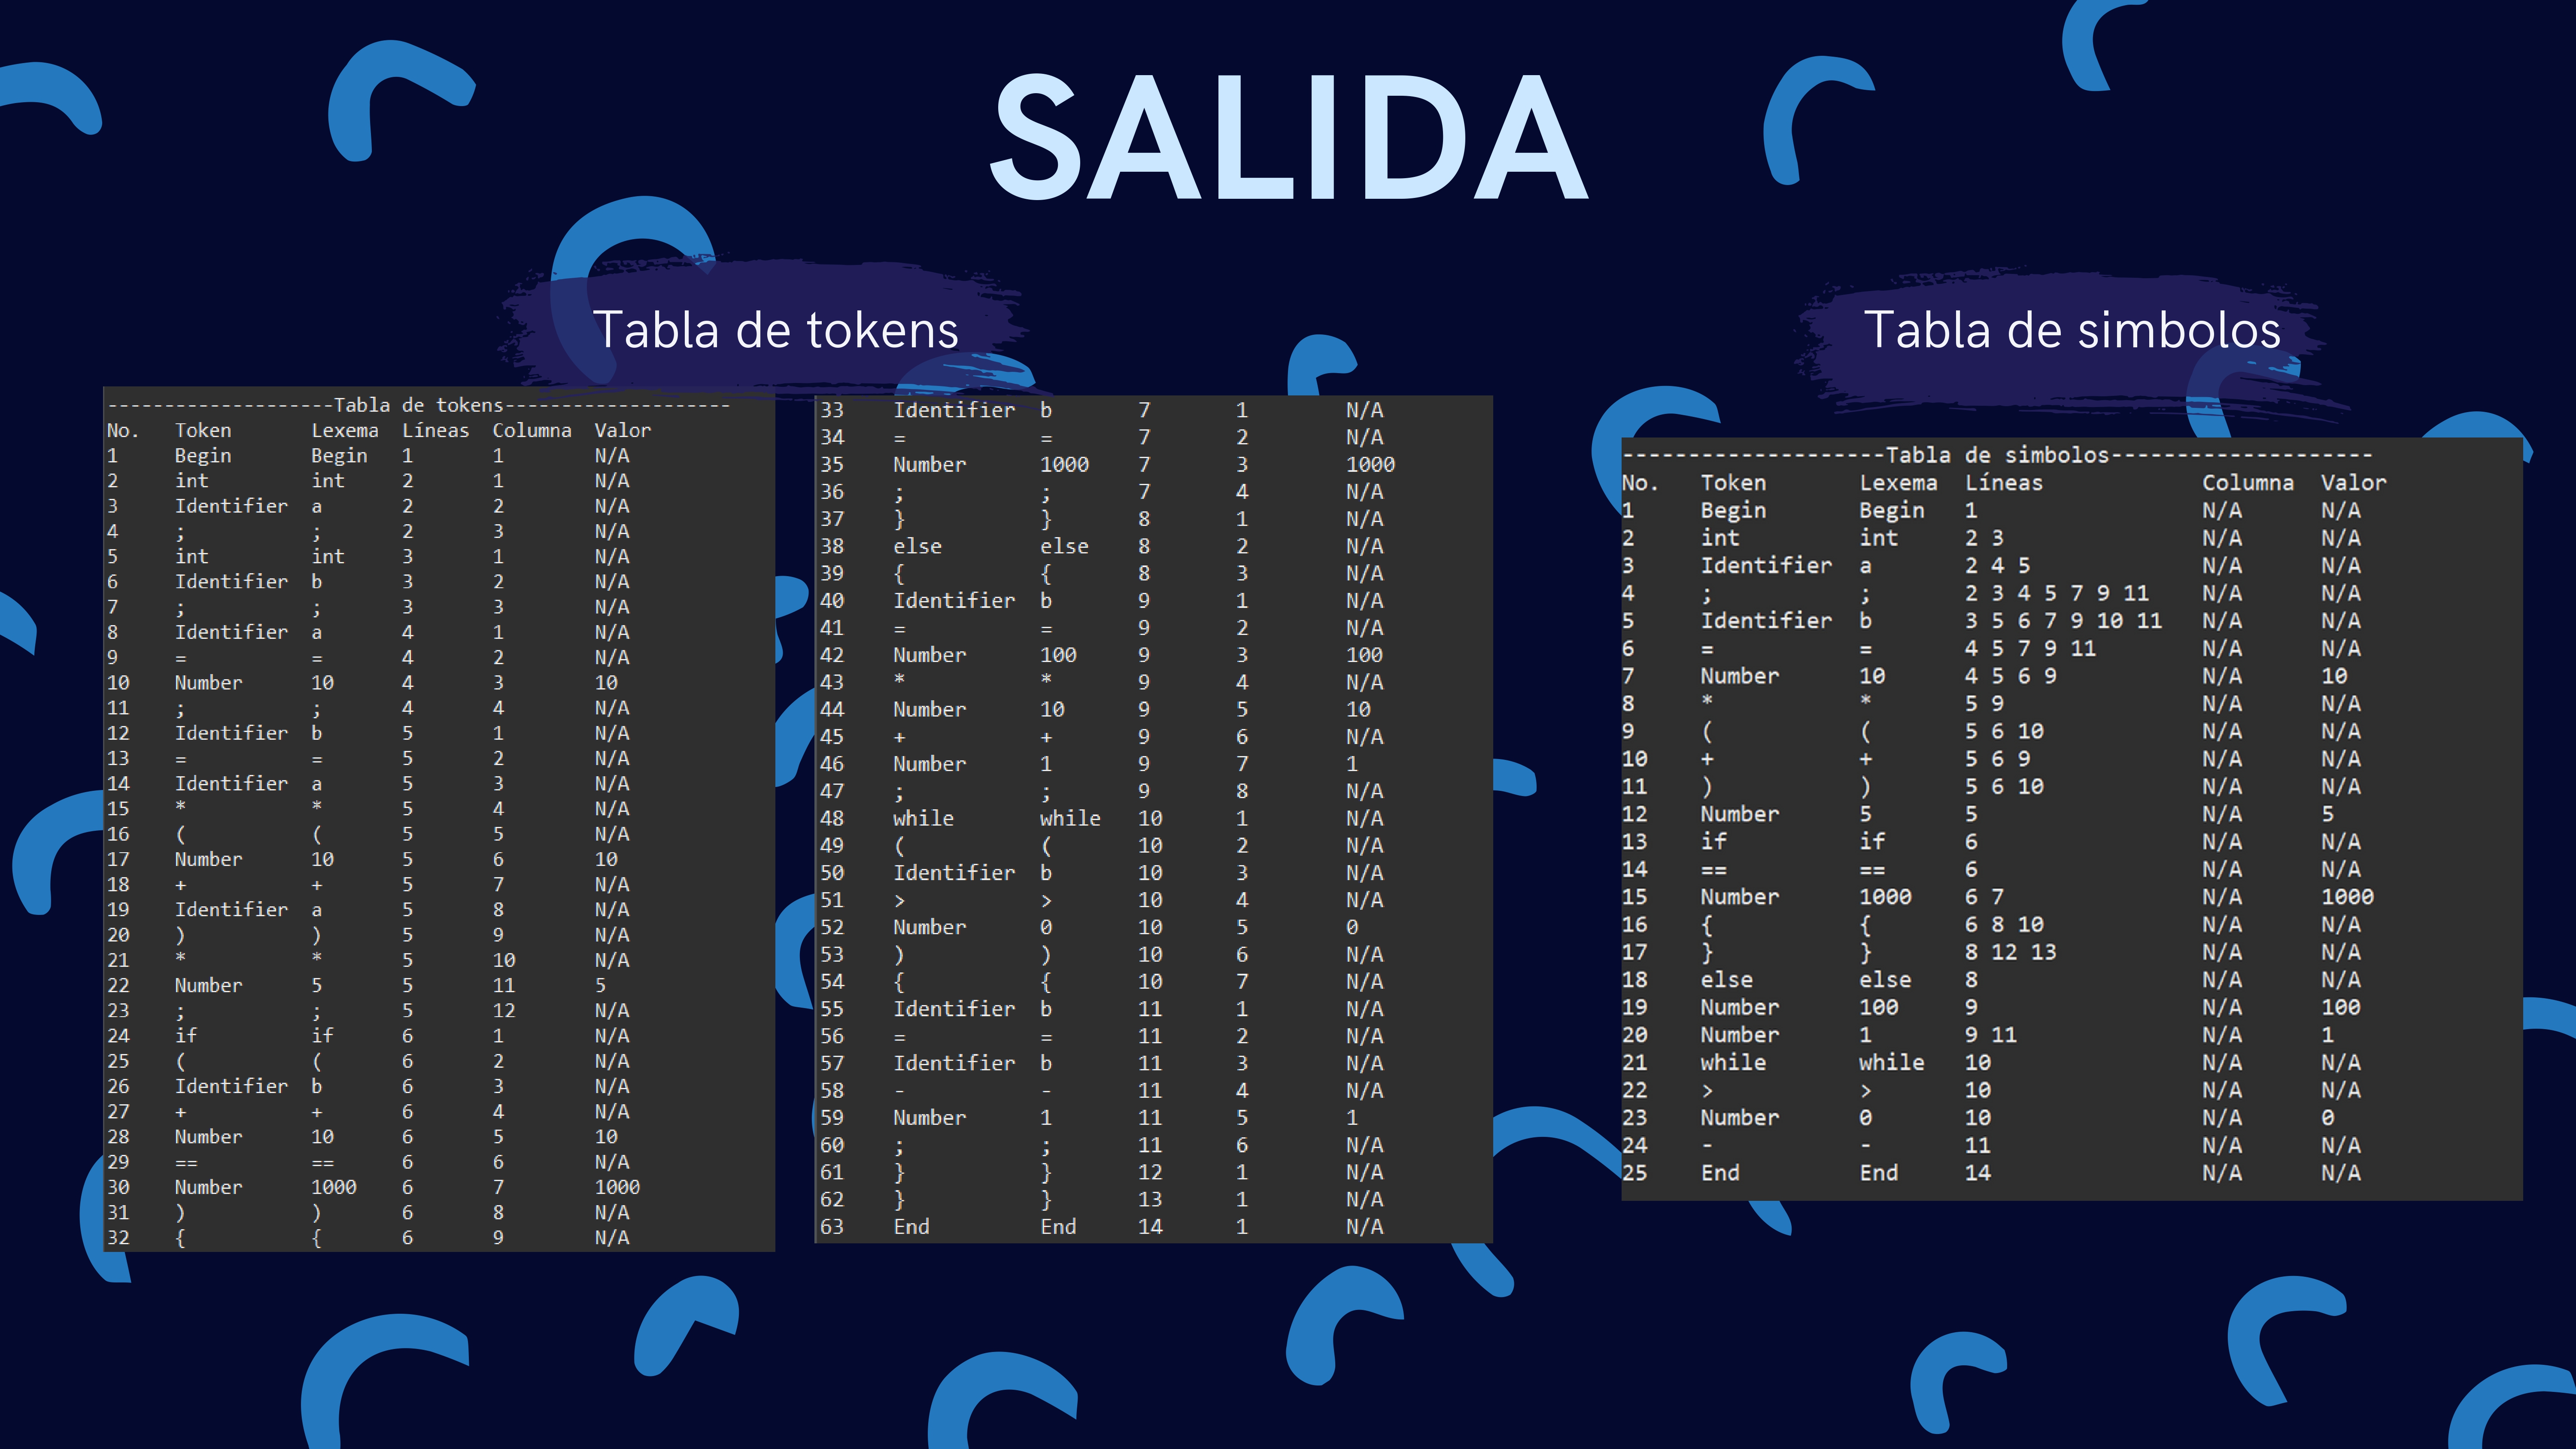 SALIDA
Tabla de tokens
-------------------Tabla de tokens-------------------
No. Token Lexema Líneas Columna Valor
1 Begin Begin 1 1 N/A
2 int int 2 1 N/A
3 Identifier a 2 2 N/A
4 ; ; 2 3 N/A
5 int int 3 1 N/A
6 Identifier b 3 2 N/A
7 ; ; 3 3 N/A
8 Identifier a 4 1 N/A
9 = = 4 2 N/A
10 Number 10 4 3 10
11 ; ; 4 4 N/A
12 Identifier b 5 1 N/A
13 = = 5 2 N/A
14 Identifier a 5 3 N/A
15 * * 5 4 N/A
16 ( ( 5 5 N/A
17 Number 10 5 6 10
18 + + 5 7 N/A
19 Identifier a 5 8 N/A
20 ) ) 5 9 N/A
21 * * 5 10 N/A
22 Number 5 5 11 5
23 ; ; 5 12 N/A
24 if if 6 1 N/A
25 ( ( 6 2 N/A
26 Identifier b 6 3 N/A
27 + + 6 4 N/A
28 Number 10 6 5 10
29 == == 6 6 N/A
30 Number 1000 6 7 1000
31 ) ) 6 8 N/A
32 { { 6 9 N/A
33 Identifier b 7 1 N/A
34 = = 7 2 N/A
35 Number 1000 7 3 1000
36 ; ; 7 4 N/A
37 } } 8 1 N/A
38 else else 8 2 N/A
39 { { 8 3 N/A
40 Identifier b 9 1 N/A
41 = = 9 2 N/A
42 Number 100 9 3 100
43 * * 9 4 N/A
44 Number 10 9 5 10
45 + + 9 6 N/A
46 Number 1 9 7 1
47 ; ; 9 8 N/A
48 while while 10 1 N/A
49 ( ( 10 2 N/A
50 Identifier b 10 3 N/A
51 > > 10 4 N/A
52 Number 0 10 5 0
53 ) ) 10 6 N/A
54 { { 10 7 N/A
55 Identifier b 11 1 N/A
56 = = 11 2 N/A
57 Identifier b 11 3 N/A
58 - - 11 4 N/A
59 Number 1 11 5 1
60 ; ; 11 6 N/A
61 } } 12 1 N/A
62 } } 13 1 N/A
63 End End 14 1 N/A
Tabla de simbolos
--------------------Tabla de simbolos--------------------
No. Token Lexema Líneas Columna Valor
1 Begin Begin 1 N/A N/A
2 int int 2 3 N/A N/A
3 Identifier a 2 4 5 N/A N/A
4 ; ; 2 3 4 5 7 9 11 N/A N/A
5 Identifier b 3 5 6 7 9 10 11 N/A N/A
6 = = 4 5 7 9 11 N/A N/A
7 Number 10 4 5 6 9 N/A 10
8 * * 5 9 N/A N/A
9 ( ( 5 6 10 N/A N/A
10 + + 5 6 9 N/A N/A
11 ) ) 5 6 10 N/A N/A
12 Number 5 5 N/A 5
13 if if 6 N/A N/A
14 == == 6 N/A N/A
15 Number 1000 6 7 N/A 1000
16 { { 6 8 10 N/A N/A
17 } } 8 12 13 N/A N/A
18 else else 8 N/A N/A
19 Number 100 9 N/A 100
20 Number 1 9 11 N/A 1
21 while while 10 N/A N/A
22 > > 10 N/A N/A
23 Number 0 10 N/A 0
24 - - 11 N/A N/A
25 End End 14 N/A N/A